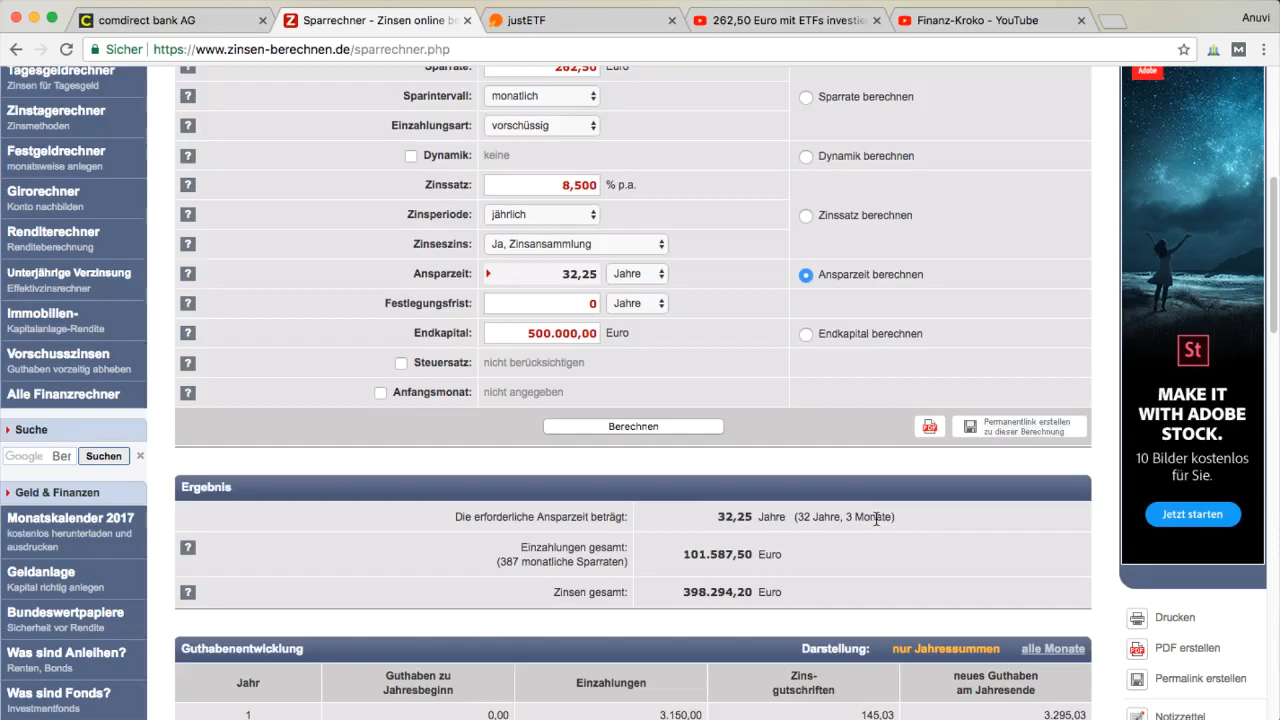 comdirect bank AG
Sparrechner - Zinsen online be
justETF
262,50 Euro mit ETFs investie
Finanz-Kroko - YouTube
Anuvi
Sicher
https://www.zinsen-berechnen.de/sparrechner.php
Tagesgeldrechner
Zinsen für Tagesgeld
Zinstagerechner
Zinsmethoden
Festgeldrechner
monatsweise anlegen
Girorechner
Konto nachbilden
Renditerechner
Renditeberechnung
Unterjährige Verzinsung
Effektivzinsrechner
Immobilien-
Kapitalanlage-Rendite
Vorschusszinsen
Guthaben vorzeitig abheben
Alle Finanzrechner
Suche
Google Ber Suchen
Geld & Finanzen
Monatskalender 2017
kostenlos herunterladen und
ausdrucken
Geldanlage
Kapital richtig anlegen
Bundeswertpapiere
Sicherheit vor Rendite
Was sind Anleihen?
Renten, Bonds
Was sind Fonds?
Investmentfonds
? Sparrate: 262,50 Euro
? Sparintervall: monatlich Sparrate berechnen
? Einzahlungsart: vorschüssig
? Dynamik: keine Dynamik berechnen
? Zinssatz: 8,500 % p.a.
? Zinsperiode: jährlich Zinssatz berechnen
? Zinseszins: Ja, Zinsansammlung
? Ansparzeit: 32,25 Jahre Ansparzeit berechnen
? Festlegungsfrist: 0 Jahre
? Endkapital: 500.000,00 Euro Endkapital berechnen
? Steuersatz: nicht berücksichtigen
? Anfangsmonat: nicht angegeben
Berechnen
PDF
Permanentlink erstellen
zu dieser Berechnung
Ergebnis
Die erforderliche Ansparzeit beträgt: 32,25 Jahre (32 Jahre, 3 Monate)
? Einzahlungen gesamt: 101.587,50 Euro
(387 monatliche Sparraten)
? Zinsen gesamt: 398.294,20 Euro
Guthabenentwicklung Darstellung: nur Jahressummen alle Monate
Jahr
Guthaben zu
Jahresbeginn
Einzahlungen
Zins-
gutschriften
neues Guthaben
am Jahresende
1 0,00 3.150,00 145,03 3.295,03
Adobe
St
MAKE IT
WITH ADOBE
STOCK.
10 Bilder kostenlos
für Sie.
Jetzt starten
Drucken
PDF erstellen
Permalink erstellen
Notizzettel